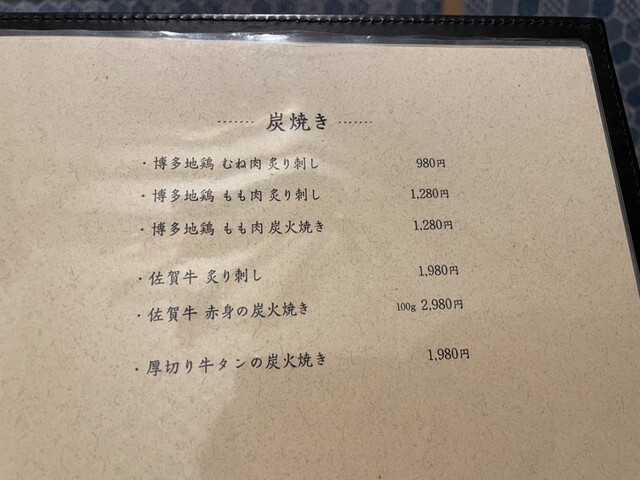 炭焼き
・博多地鶏 むね肉 炙り刺し 980円
・博多地鶏 もも肉 炙り刺し 1,280円
・博多地鶏 もも肉 炭火焼き 1,280円
・佐賀牛 炙り刺し 1,980円
・佐賀牛 赤身の炭火焼き 100g 2,980円
・厚切り牛タンの炭火焼き 1,980円